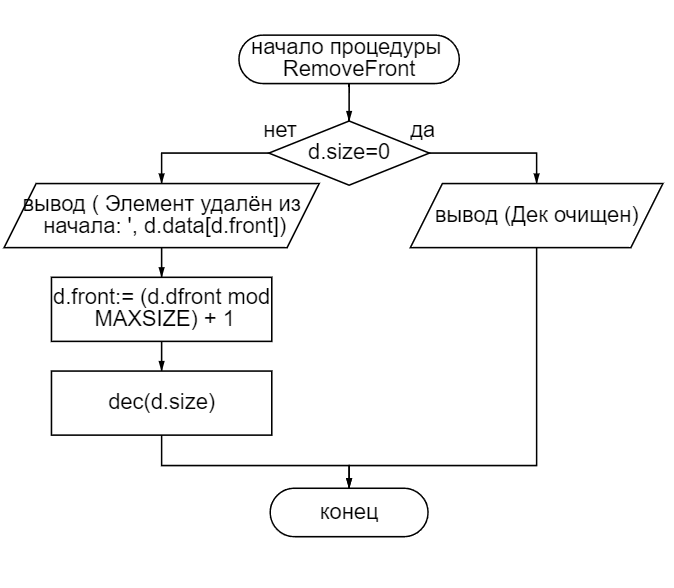 начало процедуры
RemoveFront
нет
да
d.size=0
вывод ( Элемент удалён из
начала: ', d.data[d.front])
вывод (Дек очищен)
d.front:= (d.dfront mod
MAXSIZE) + 1
dec(d.size)
конец